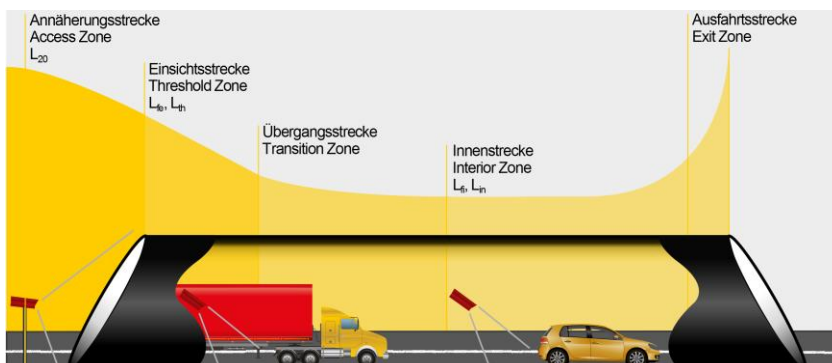 Annäherungsstrecke
Access Zone
L₂₀
Einsichtsstrecke
Threshold Zone
Lfe, Lth
Übergangsstrecke
Transition Zone
Innenstrecke
Interior Zone
Lfi, Lin
Ausfahrtsstrecke
Exit Zone